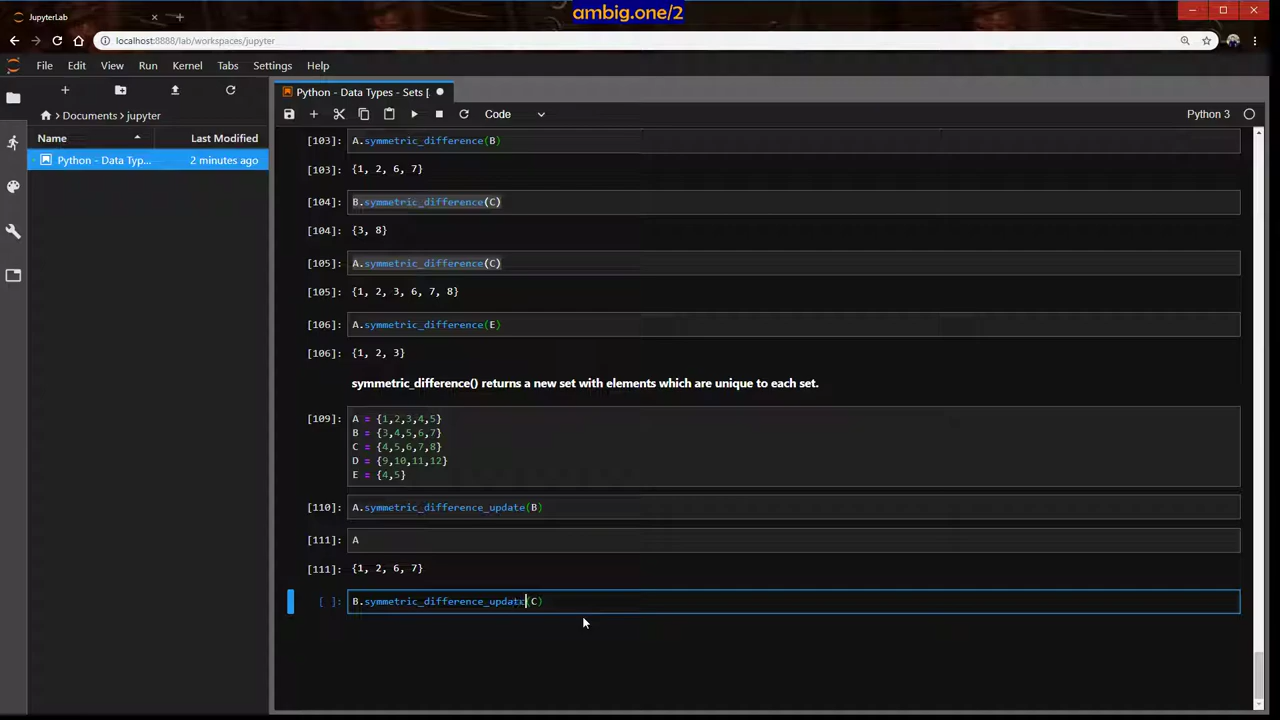 ambig.one/2
JupyterLab
localhost:8888/lab/workspaces/jupyter
File Edit View Run Kernel Tabs Settings Help
Python - Data Types - Sets [
Documents jupyter
Code
Python 3
Name Last Modified
Python - Data Typ... 2 minutes ago
[103]: A.symmetric_difference(B)
[103]: {1, 2, 6, 7}
[104]: B.symmetric_difference(C)
[104]: {3, 8}
[105]: A.symmetric_difference(C)
[105]: {1, 2, 3, 6, 7, 8}
[106]: A.symmetric_difference(E)
[106]: {1, 2, 3}
symmetric_difference() returns a new set with elements which are unique to each set.
[109]: A = {1,2,3,4,5}
B = {3,4,5,6,7}
C = {4,5,6,7,8}
D = {9,10,11,12}
E = {4,5}
[110]: A.symmetric_difference_update(B)
[111]: A
[111]: {1, 2, 6, 7}
[ ]: B.symmetric_difference_update(C)